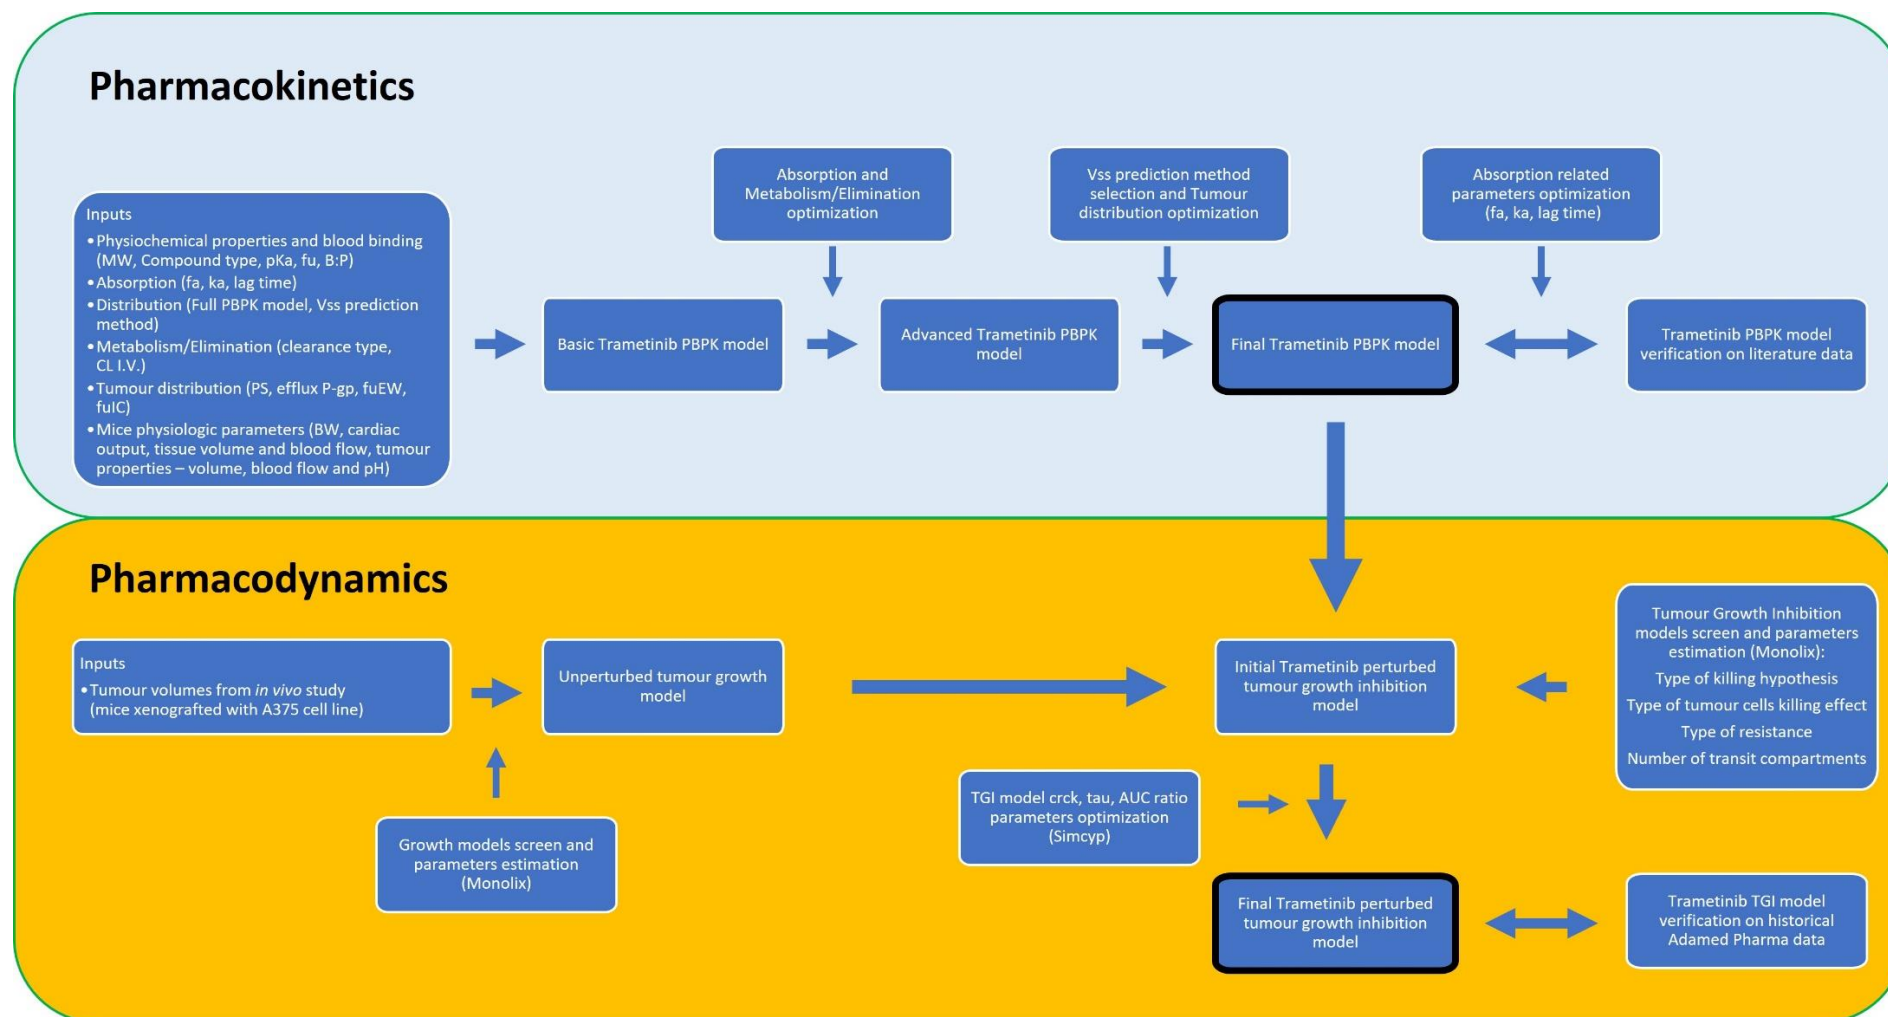 Pharmacokinetics
Absorption and
Metabolism/Elimination
optimization
Vss prediction method
selection and Tumour
distribution optimization
Absorption related
parameters optimization
(fa, ka, lag time)
Inputs
•Physiochemical properties and blood binding
(MW, Compound type, pKa, fu, B:P)
•Absorption (fa, ka, lag time)
•Distribution (Full PBPK model, Vss prediction
method)
•Metabolism/Elimination (clearance type,
CL I.V.)
•Tumour distribution (PS, efflux P-gp, fuEW,
fuIC)
•Mice physiologic parameters (BW, cardiac
output, tissue volume and blood flow, tumour
properties – volume, blood flow and pH)
Basic Trametinib PBPK model
Advanced Trametinib PBPK
model
Final Trametinib PBPK model
Trametinib PBPK model
verification on literature data
Pharmacodynamics
Inputs
•Tumour volumes from in vivo study
(mice xenografted with A375 cell line)
Unperturbed tumour growth
model
Initial Trametinib perturbed
tumour growth inhibition
model
Tumour Growth Inhibition
models screen and parameters
estimation (Monolix):
Type of killing hypothesis
Type of tumour cells killing effect
Type of resistance
Number of transit compartments
Growth models screen and
parameters estimation
(Monolix)
TGI model crck, tau, AUC ratio
parameters optimization
(Simcyp)
Final Trametinib perturbed
tumour growth inhibition
model
Trametinib TGI model
verification on historical
Adamed Pharma data